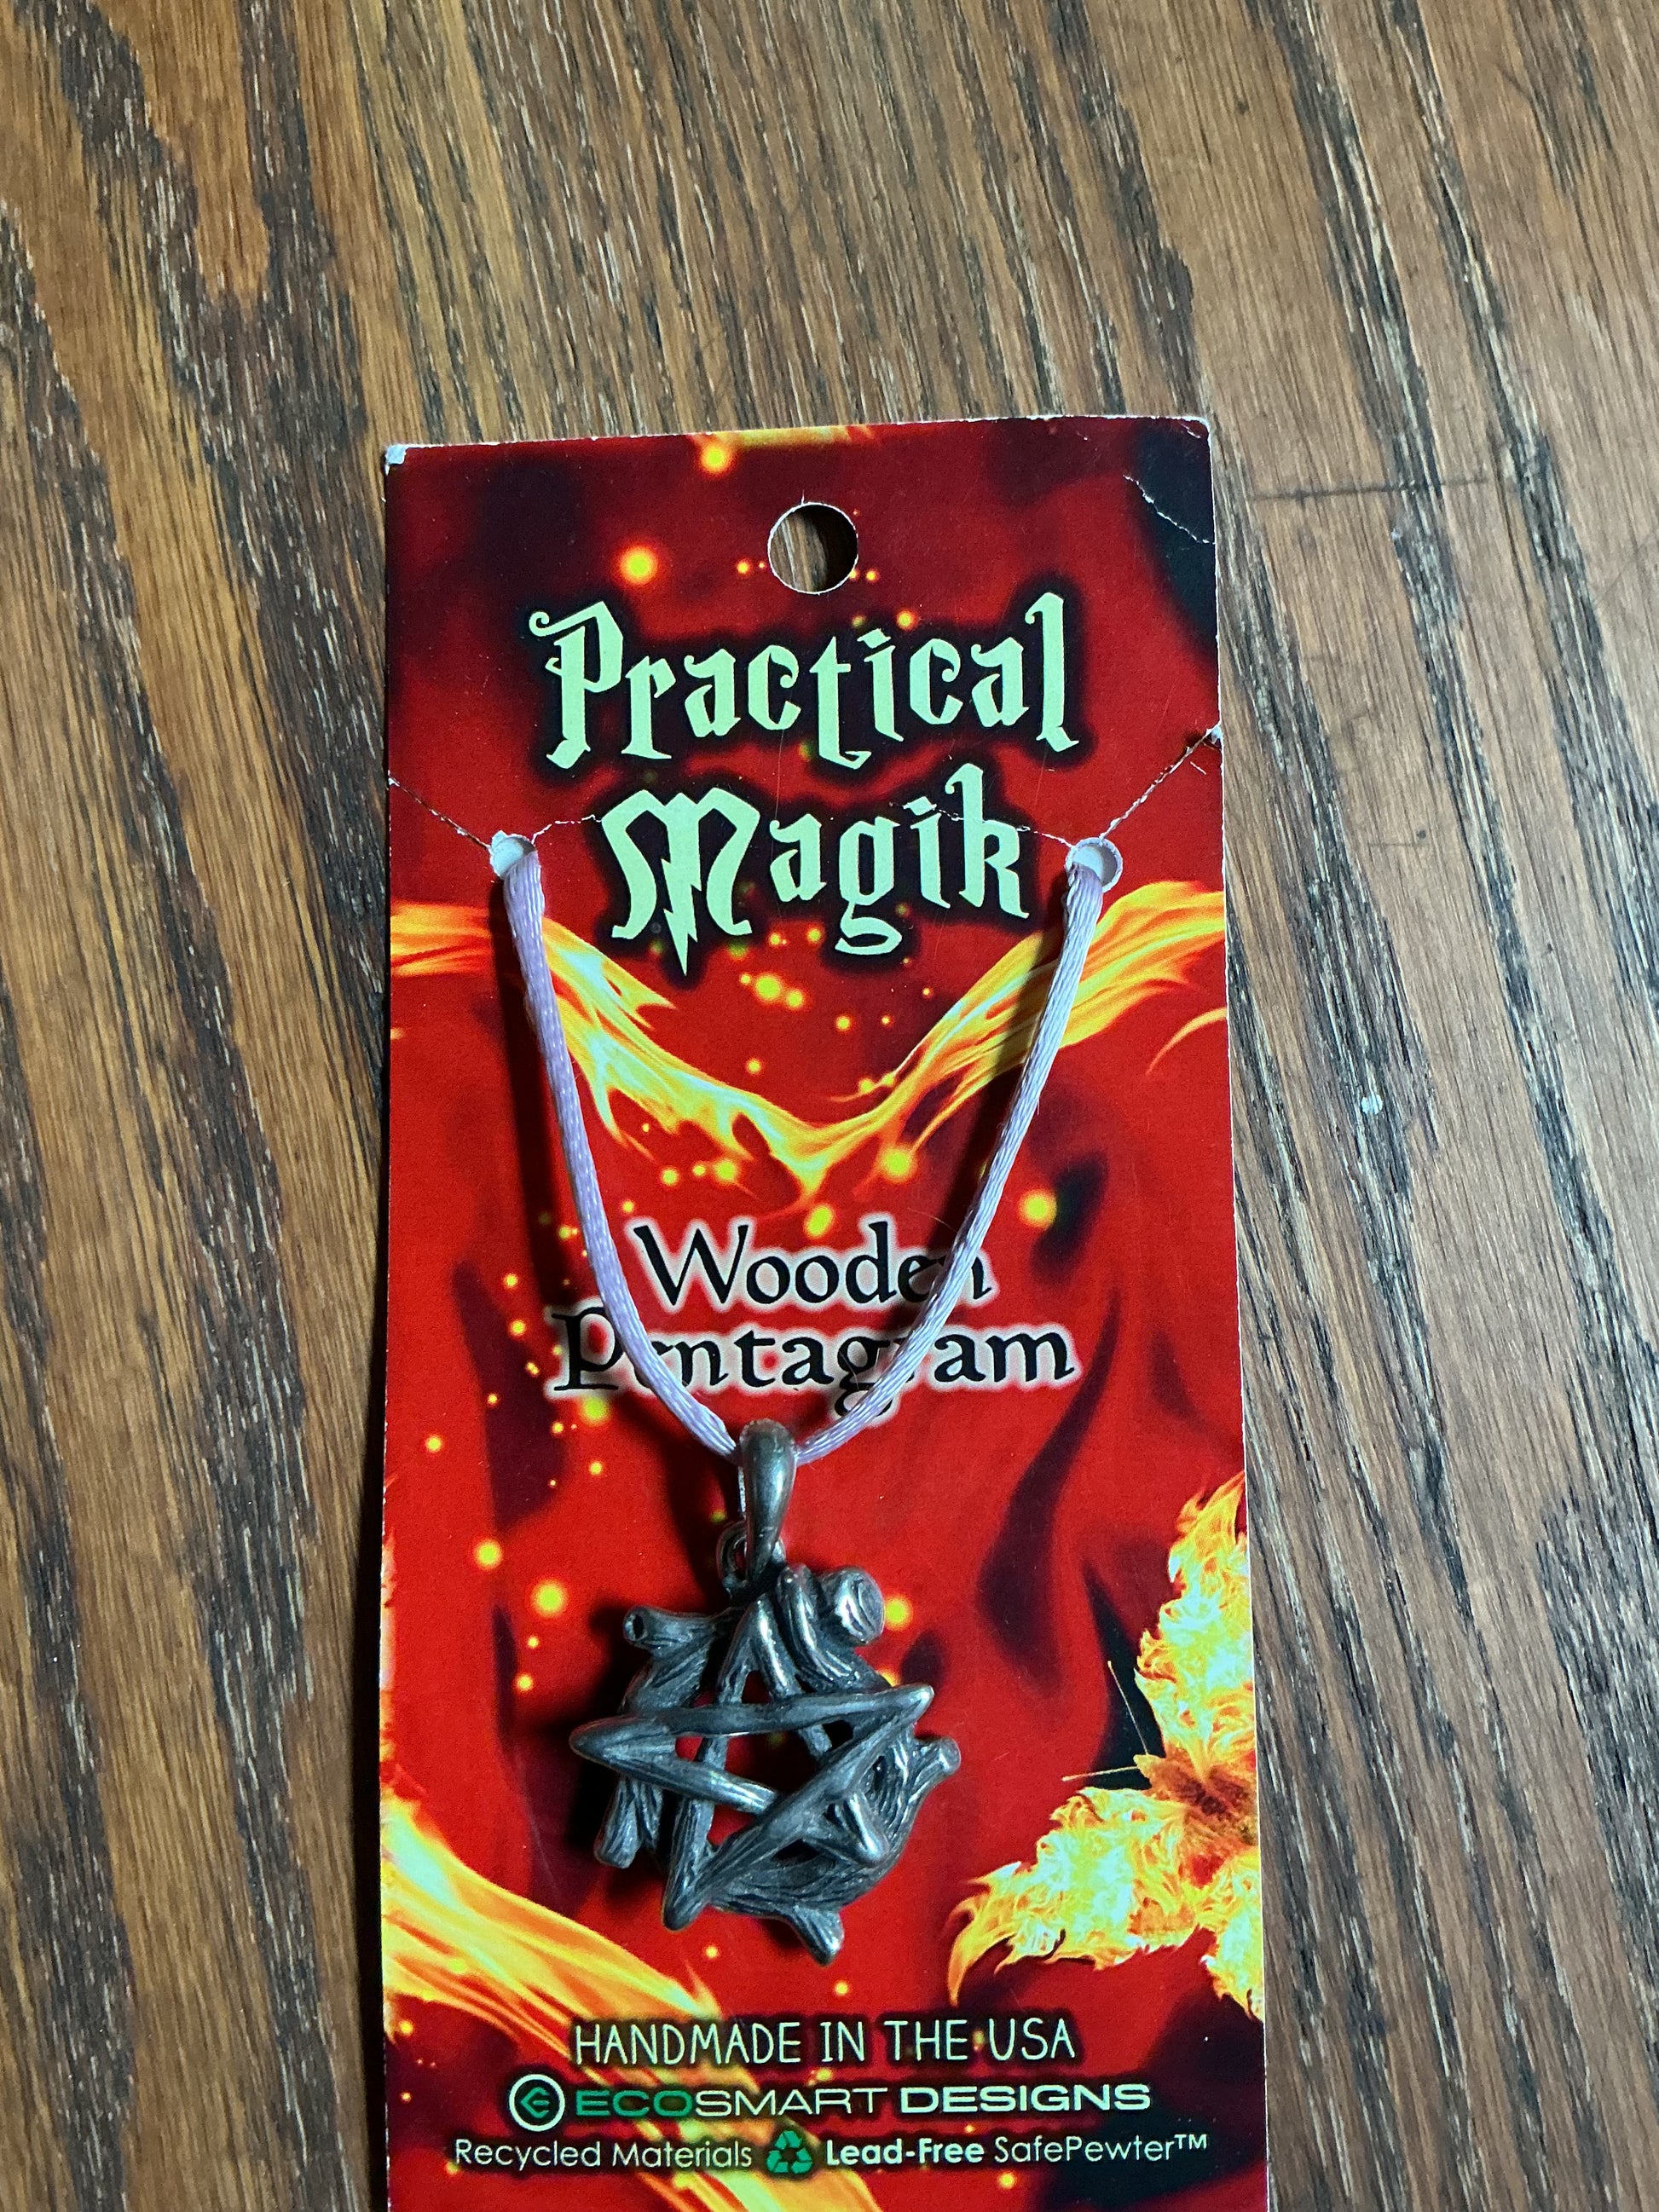 Practical
Magik
Wooden
Pentagram
HANDMADE IN THE USA
ECOSMART DESIGNS
Recycled Materials Lead-Free SafePewter™